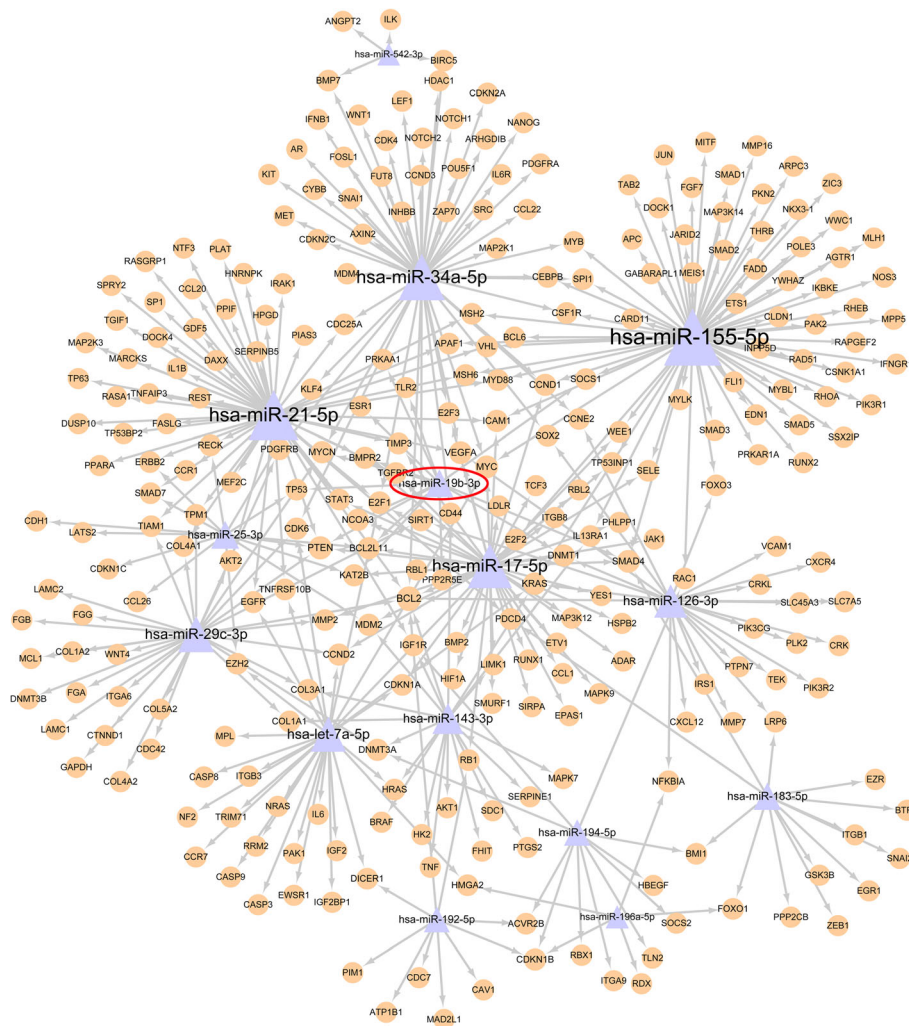 ANGPT2
ILK
hsa-miR-542-3p
BIRC5
BMP7
HDAC1
LEF1
CDKN2A
IFNB1
WNT1
NOTCH1
NANOG
AR
FOSL1
CDK4
NOTCH2
ARHGDIB
KIT
CYBB
FUT8
CCND3
POU5F1
IL6R
PDGFRA
SNAI1
INHBB
ZAP70
SRC
CCL22
MET
CDKN2C
AXIN2
MAP2K1
MDM4
hsa-miR-34a-5p
MYB
CEBPB
SPI1
MITF
JUN
MMP16
TAB2
FGF7
SMAD1
ARPC3
DOCK1
MAP3K14
PKN2
ZIC3
APC
JARID2
SMAD2
THRB
NKX3-1
WWC1
GABARAPL1
MEIS1
FADD
POLE3
AGTR1
MLH1
YWHAZ
IKBKE
NOS3
ETS1
CLDN1
PAK2
RHEB
MPP5
CSF1R
CARD11
hsa-miR-155-5p
INPP5D
RAPGEF2
RAD51
CSNK1A1
IFNGR1
FLI1
MYBL1
RHOA
PIK3R1
EDN1
SMAD5
SSX2IP
PRKAR1A
RUNX2
MYLK
SMAD3
FOXO3
NTF3
PLAT
RASGRP1
CCL20
HNRNPK
SPRY2
SP1
PPIF
HPGD
IRAK1
TGIF1
DOCK4
GDF5
PIAS3
CDC25A
MAP2K3
MARCKS
DAXX
SERPINB5
PRKAA1
APAF1
VHL
MSH2
BCL6
TP63
IL1B
RASA1
TNFAIP3
REST
KLF4
TLR2
MSH6
MYD88
CCND1
SOCS1
hsa-miR-21-5p
ESR1
E2F3
ICAM1
CCNE2
DUSP10
TP53BP2
FASLG
RECK
PDGFRB
MYCN
TIMP3
BMPR2
VEGFA
SOX2
WEE1
PPARA
ERBB2
CCR1
TGFBR2
MYC
TP53INP1
SELE
SMAD7
MEF2C
TP53
hsa-miR-19b-3p
TCF3
RBL2
TPM1
STAT3
E2F1
CD44
LDLR
ITGB8
PHLPP1
CDH1
TIAM1
hsa-miR-25-3p
CDK6
NCOA3
SIRT1
E2F2
IL13RA1
JAK1
LATS2
COL4A1
PTEN
BCL2L11
DNMT1
SMAD4
CDKN1C
AKT2
KAT2B
RBL1
hsa-miR-17-5p
PPP2R5E
KRAS
YES1
RAC1
VCAM1
CXCR4
CCL26
EGFR
TNFRSF10B
BCL2
PDCD4
MAP3K12
hsa-miR-126-3p
CRKL
SLC45A3
SLC7A5
LAMC2
FGG
FGB
hsa-miR-29c-3p
MMP2
MDM2
HSPB2
PIK3CG
PLK2
CRK
MCL1
COL1A2
WNT4
EZH2
CCND2
IGF1R
BMP2
RUNX1
ETV1
ADAR
PTPN7
TEK
PIK3R2
DNMT3B
FGA
ITGA6
COL3A1
CDKN1A
HIF1A
LIMK1
CCL1
MAPK9
IRS1
LAMC1
CTNND1
COL5A2
COL1A1
SMURF1
SIRPA
EPAS1
CXCL12
MMP7
LRP6
GAPDH
CDC42
COL4A2
MPL
hsa-let-7a-5p
DNMT3A
hsa-miR-143-3p
RB1
CASP8
ITGB3
MAPK7
NFKBIA
hsa-miR-183-5p
EZR
NF2
TRIM71
NRAS
IL6
HRAS
AKT1
SDC1
SERPINE1
BTRC
CCR7
RRM2
PAK1
IGF2
BRAF
HK2
FHIT
PTGS2
hsa-miR-194-5p
BMI1
ITGB1
SNAI2
CASP9
EWSR1
IGF2BP1
DICER1
TNF
HMGA2
HBEGF
GSK3B
EGR1
CASP3
hsa-miR-192-5p
ACVR2B
hsa-miR-196a-5p
SOCS2
FOXO1
PPP2CB
ZEB1
PIM1
CDC7
CAV1
CDKN1B
RBX1
TLN2
ITGA9
RDX
ATP1B1
MAD2L1